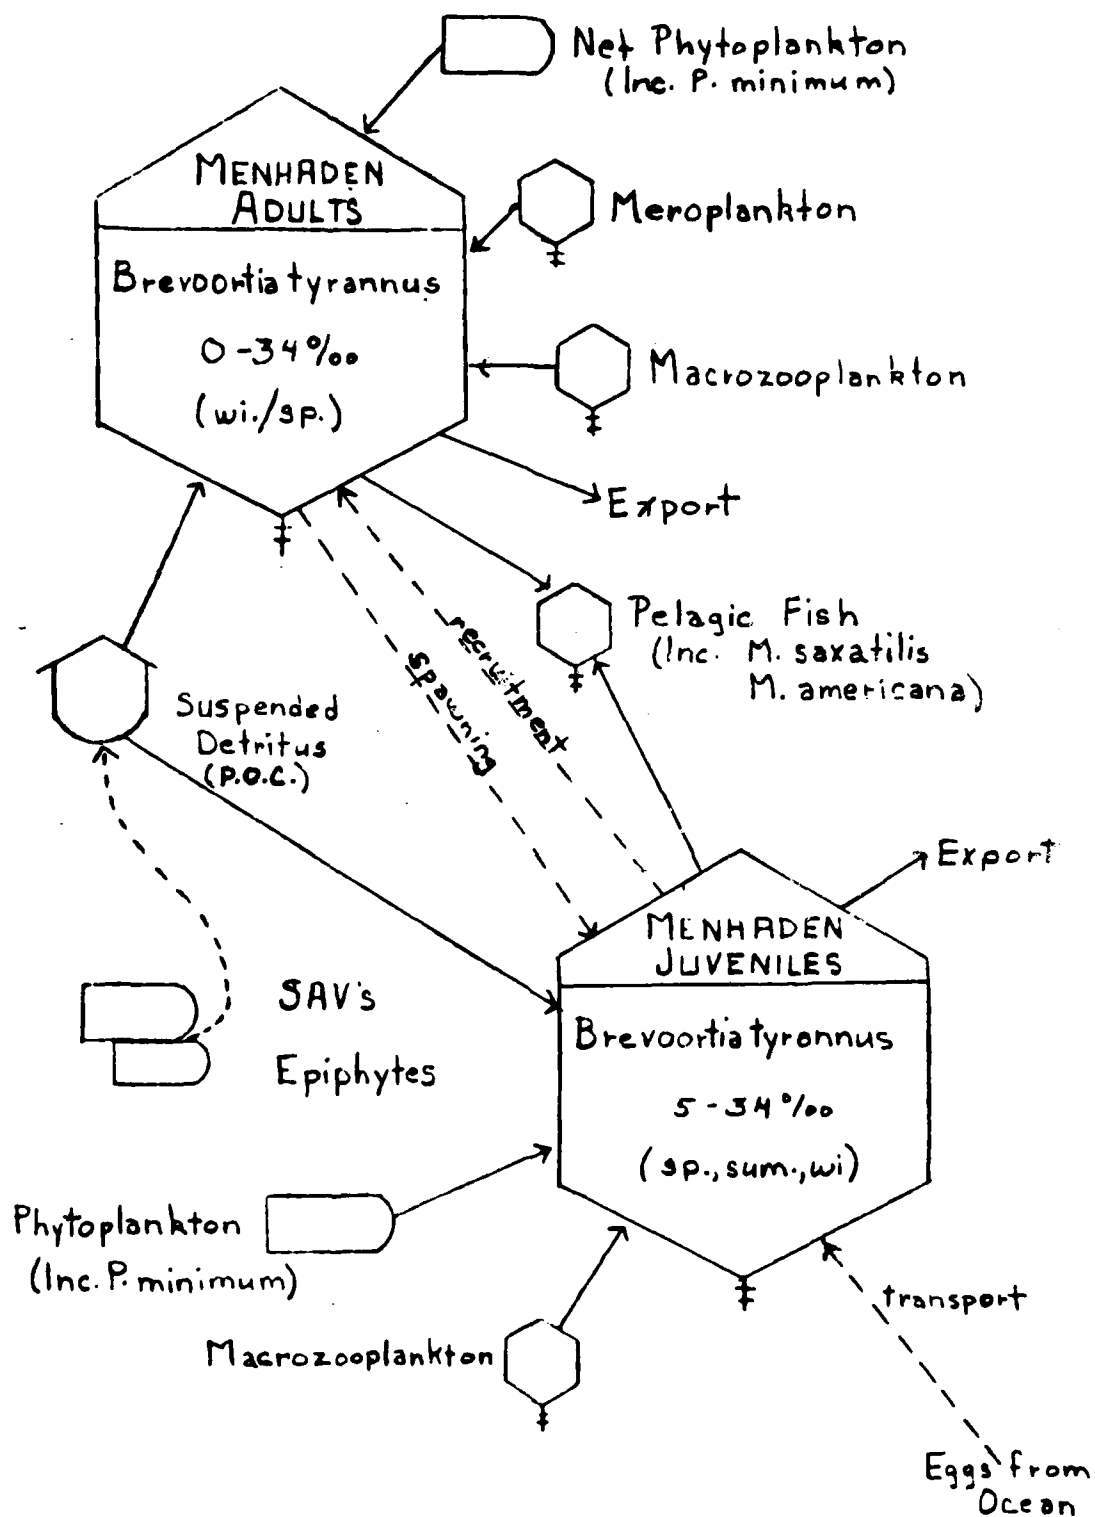 Net Phytoplankton
(Inc. P. minimum)
MENHADEN
ADULTS
Meroplankton
Brevoortia tyrannus
0-34‰
(wi./sp.)
Macrozooplankton
Export
recruitment
spawning
Pelagic Fish
(Inc. M. saxatilis
M. americana)
Suspended
Detritus
(P.O.C.)
Export
MENHADEN
JUVENILES
SAV's
Epiphytes
Brevoortia tyronnus
5-34‰
(sp., sum., wi)
Phytoplankton
(Inc. P. minimum)
Macrozooplankton
transport
Eggs from
Ocean